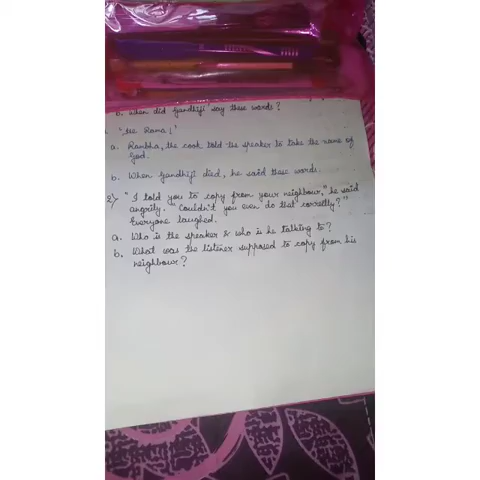 b. When did Gandhiji say these words?
"Hee Rama!"
a. Rambha, the cook told the speaker to take the name of
God.
b. When Gandhiji died, he said these words.
2) "I told you to copy from your neighbour," he said
angrily. "Couldn't you even do that correctly?"
Everyone laughed.
a. Who is the speaker & who is he talking to?
b. What was the listener supposed to copy from his
neighbour?